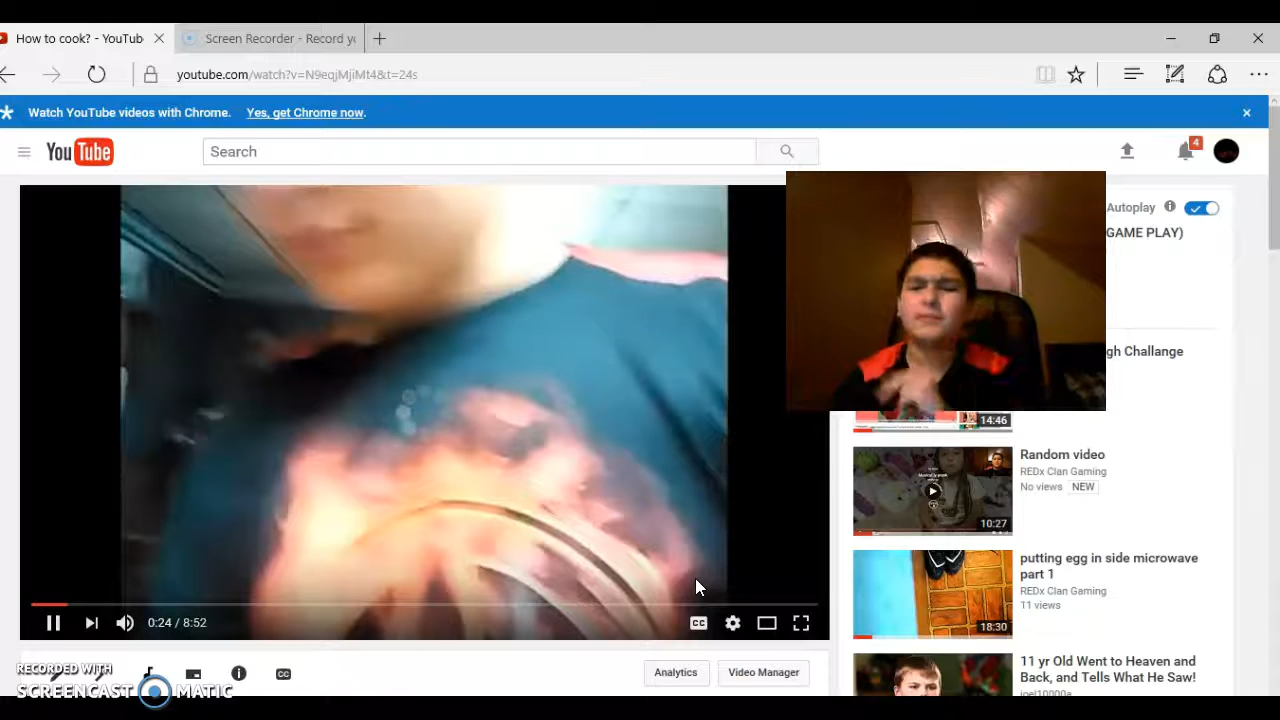 How to cook? - YouTub
Screen Recorder - Record yo
youtube.com/watch?v=N9eqjMjiMt4&t=24s
Watch YouTube videos with Chrome. Yes, get Chrome now.
YouTube
Search
4
Autoplay
GAME PLAY)
gh Challange
14:46
Random video
REDx Clan Gaming
No views NEW
10:27
putting egg in side microwave
part 1
REDx Clan Gaming
11 views
18:30
11 yr Old Went to Heaven and
Back, and Tells What He Saw!
joel10000a
0:24 / 8:52
CC
Analytics
Video Manager
CC
RECORDED WITH
SCREENCAST MATIC